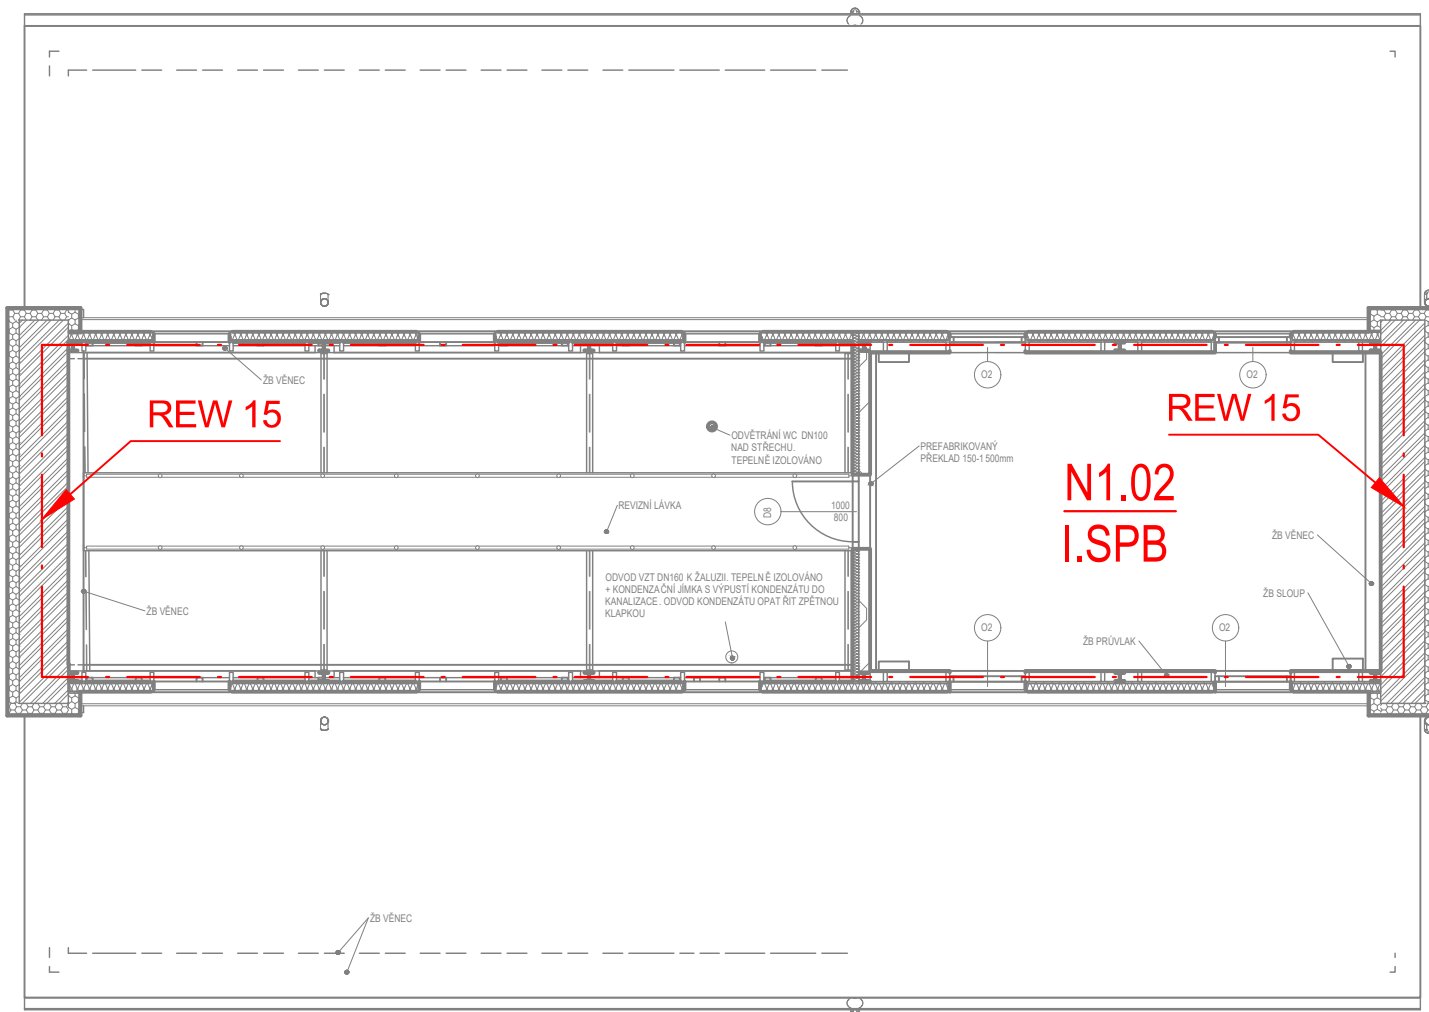 ŽB VĚNEC
REW 15
REW 15
O2
O2
ODVĚTRÁNÍ WC DN100
NAD STŘECHU.
TEPELNĚ IZOLOVÁNO
PREFABRIKOVANÝ
PŘEKLAD 150-1 500mm
N1.02
I.SPB
REVIZNÍ LÁVKA
D8
1000
800
ŽB VĚNEC
ODVOD VZT DN160 K ŽALUZII. TEPELNĚ IZOLOVÁNO
+ KONDENZAČNÍ JÍMKA S VÝPUSTÍ KONDENZÁTU DO
KANALIZACE. ODVOD KONDENZÁTU OPATŘIT ZPĚTNOU
KLAPKOU
ŽB VĚNEC
ŽB SLOUP
O2
O2
ŽB PRŮVLAK
ŽB VĚNEC